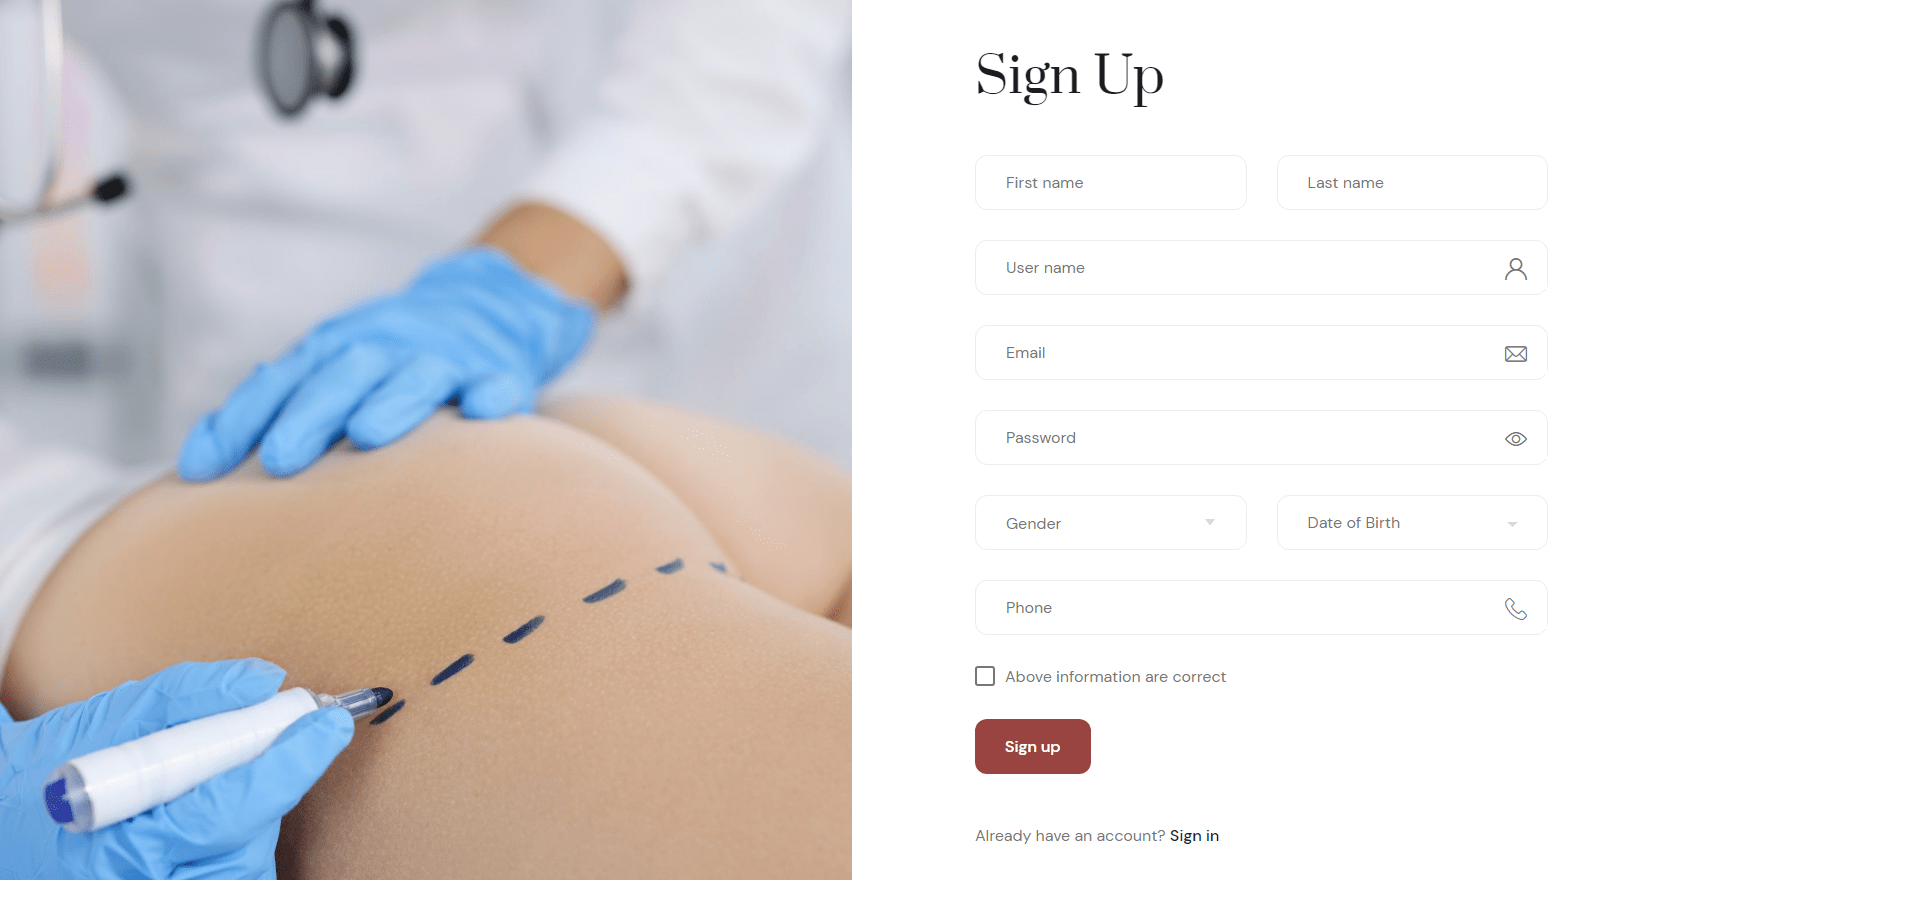 Sign Up
First name
Last name
User name
Email
Password
Gender
Date of Birth
Phone
Above information are correct
Sign up
Already have an account? Sign in